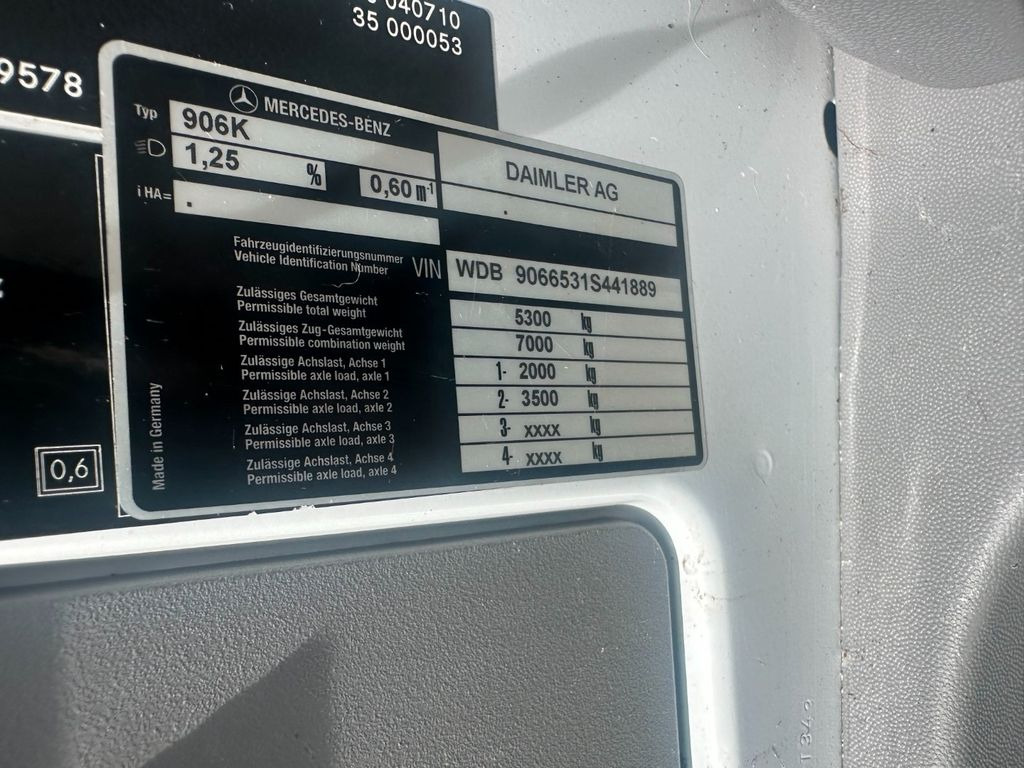 040710
35 000053
9578
MERCEDES-BENZ
Typ 906K
1,25 % 0,60 m-1
DAIMLER AG
i HA= .
.
Fahrzeugidentifizierungsnummer
Vehicle Identification Number
VIN WDB 9066531S441889
Zulässiges Gesamtgewicht
Permissible total weight
5300 kg
Zulässiges Zug-Gesamtgewicht
Permissible combination weight
7000 kg
Zulässige Achslast, Achse 1
Permissible axle load, axle 1
1- 2000 kg
Zulässige Achslast, Achse 2
Permissible axle load, axle 2
2- 3500 kg
Zulässige Achslast, Achse 3
Permissible axle load, axle 3
3- XXXX kg
Zulässige Achslast, Achse 4
Permissible axle load, axle 4
4- XXXX kg
Made in Germany
0,6